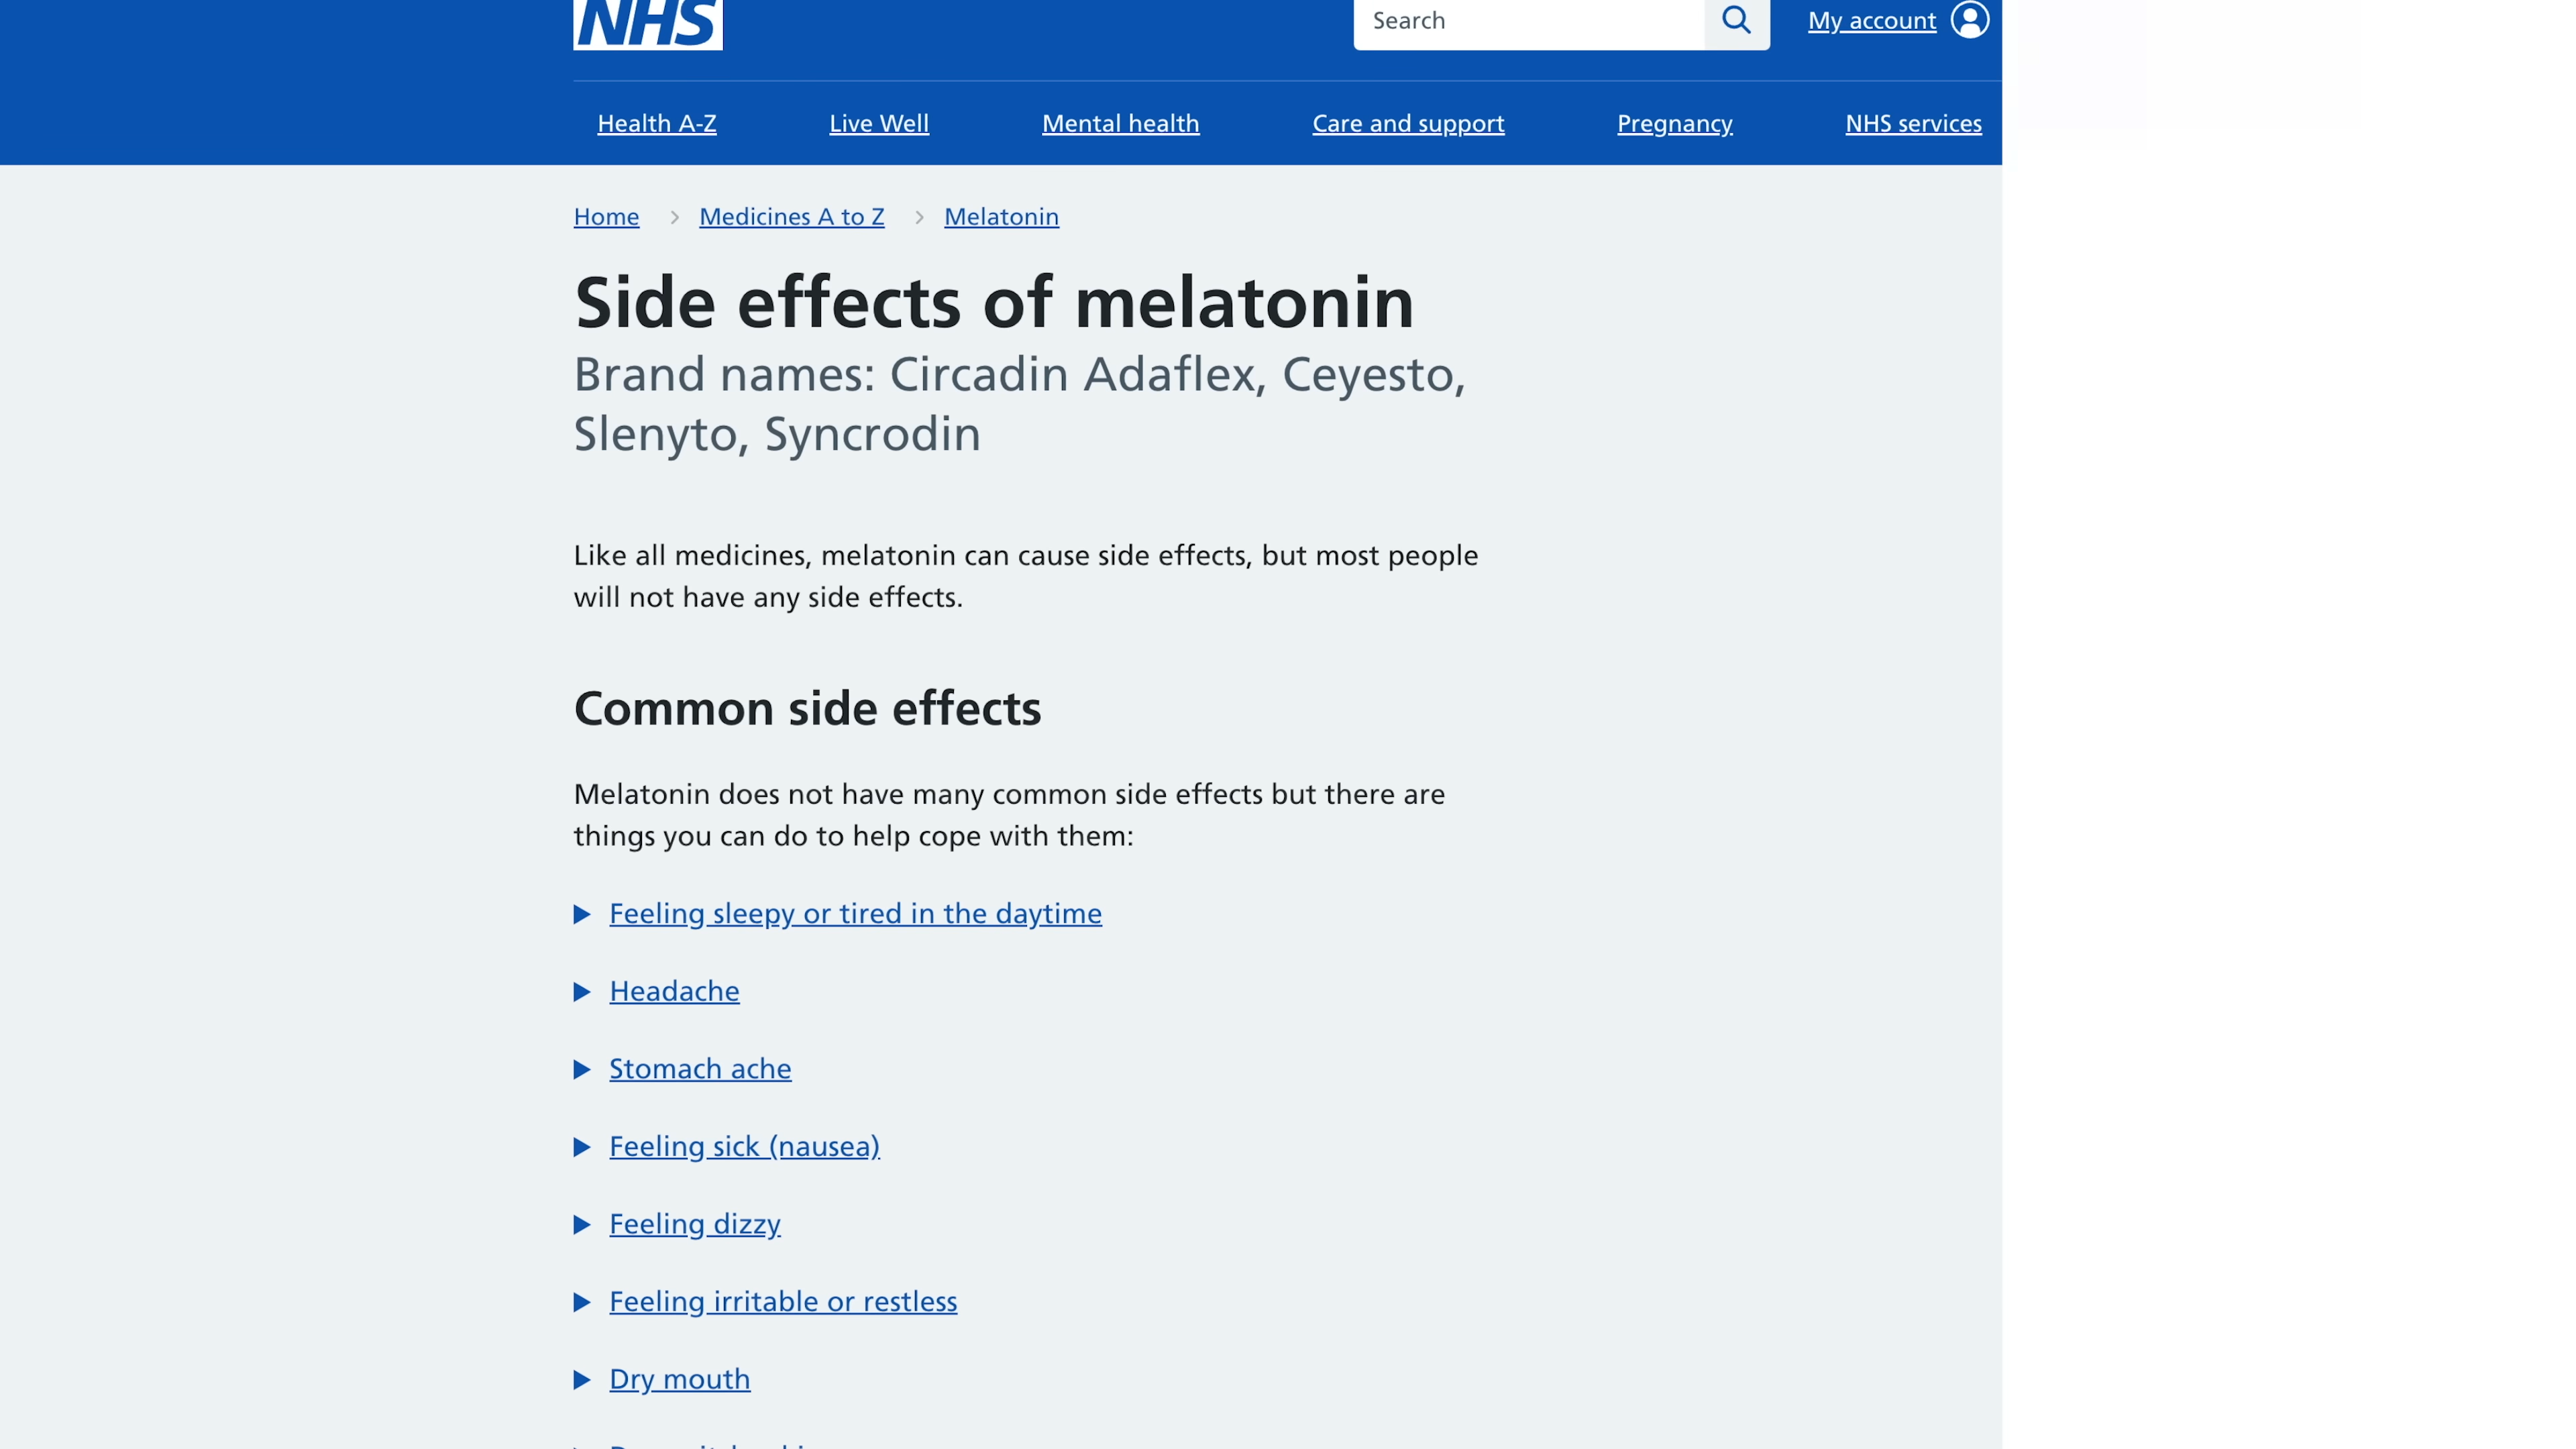 NHS
Search
My account
Health A-Z
Live Well
Mental health
Care and support
Pregnancy
NHS services
Home
Medicines A to Z
Melatonin
Side effects of melatonin
Brand names: Circadin Adaflex, Ceyesto,
Slenyto, Syncrodin
Like all medicines, melatonin can cause side effects, but most people
will not have any side effects.
Common side effects
Melatonin does not have many common side effects but there are
things you can do to help cope with them:
Feeling sleepy or tired in the daytime
Headache
Stomach ache
Feeling sick (nausea)
Feeling dizzy
Feeling irritable or restless
Dry mouth